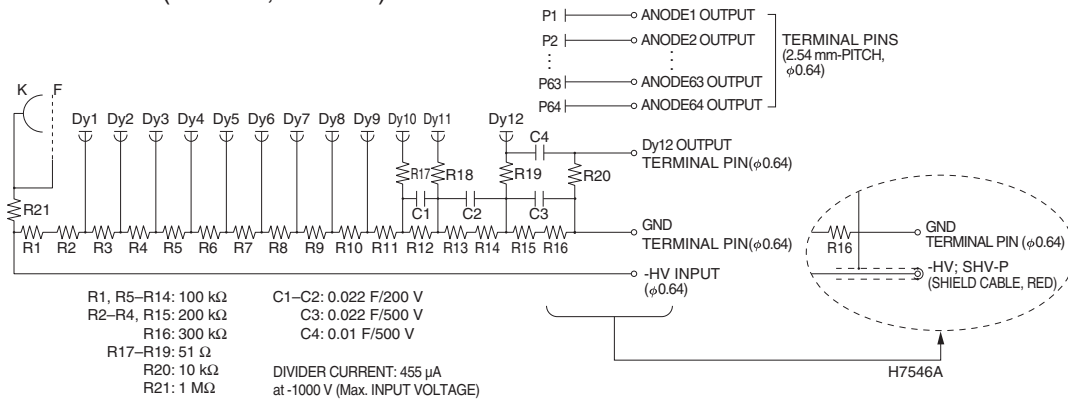 P1
ANODE1 OUTPUT
P2
ANODE2 OUTPUT
P63
ANODE63 OUTPUT
P64
ANODE64 OUTPUT
TERMINAL PINS
(2.54 mm-PITCH,
φ0.64)
K F
Dy1 Dy2 Dy3 Dy4 Dy5 Dy6 Dy7 Dy8 Dy9 Dy10 Dy11 Dy12
C4
Dy12 OUTPUT
TERMINAL PIN(φ0.64)
R17 R18 R19 R20
R21
C1 C2 C3
R1 R2 R3 R4 R5 R6 R7 R8 R9 R10 R11 R12 R13 R14 R15 R16
GND
TERMINAL PIN(φ0.64)
-HV INPUT
(φ0.64)
R16
GND
TERMINAL PIN (φ0.64)
-HV; SHV-P
(SHIELD CABLE, RED)
H7546A
R1, R5–R14: 100 kΩ
R2–R4, R15: 200 kΩ
R16: 300 kΩ
R17–R19: 51 Ω
R20: 10 kΩ
R21: 1 MΩ
C1–C2: 0.022 F/200 V
C3: 0.022 F/500 V
C4: 0.01 F/500 V
DIVIDER CURRENT: 455 µA
at -1000 V (Max. INPUT VOLTAGE)